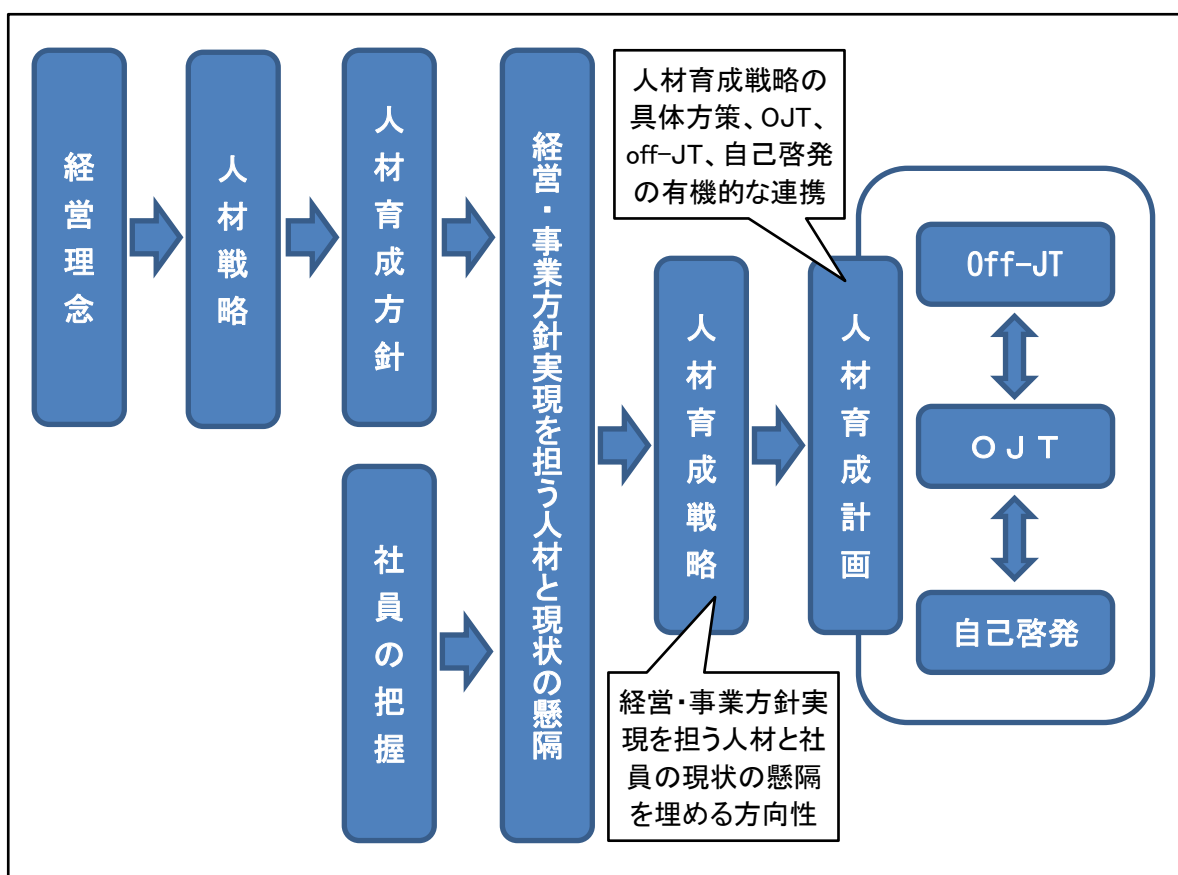 経営理念
人材戦略
人材育成方針
社員の把握
経営・事業方針実現を担う人材と現状の懸隔
人材育成戦略の
具体方策、OJT、
off-JT、自己啓発
の有機的な連携
人材育成戦略
経営・事業方針実
現を担う人材と社
員の現状の懸隔
を埋める方向性
人材育成計画
Off-JT
ＯＪＴ
自己啓発